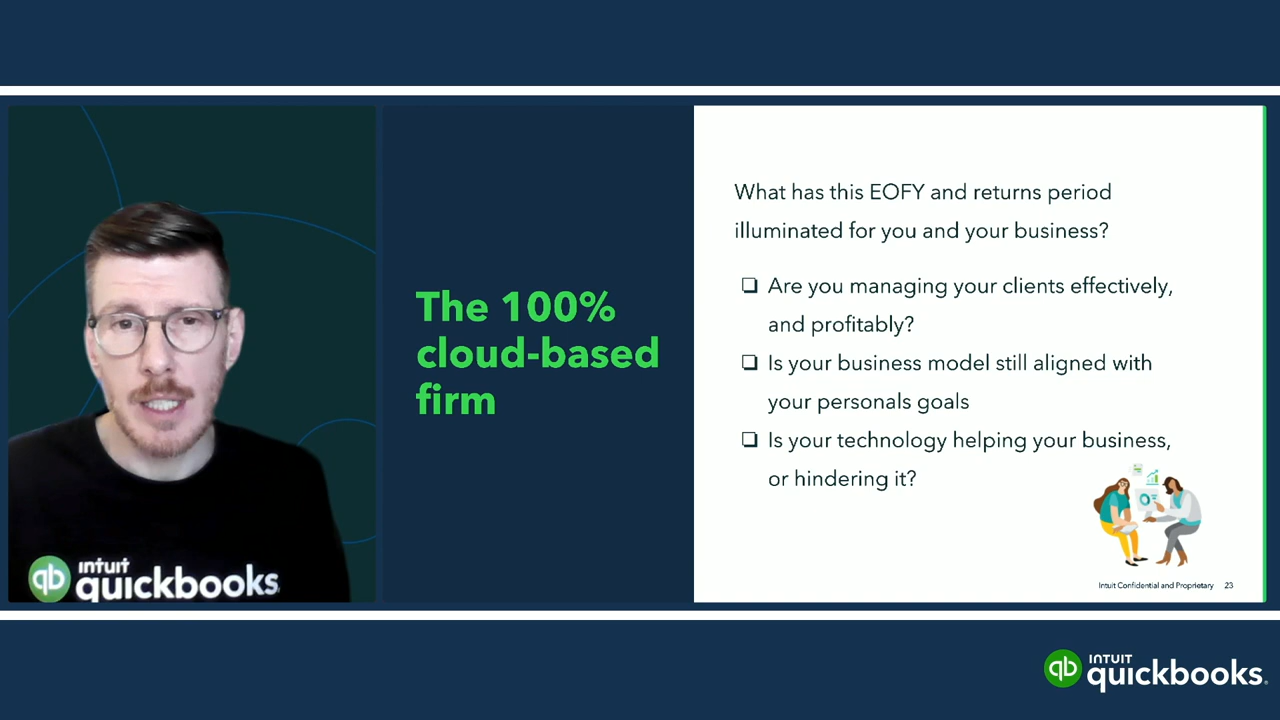 INTUIT
qb quickbooks
The 100%
cloud-based
firm
What has this EOFY and returns period
illuminated for you and your business?
❏ Are you managing your clients effectively,
and profitably?
❏ Is your business model still aligned with
your personals goals
❏ Is your technology helping your business,
or hindering it?
Intuit Confidential and Proprietary 23
INTUIT
qb quickbooks.